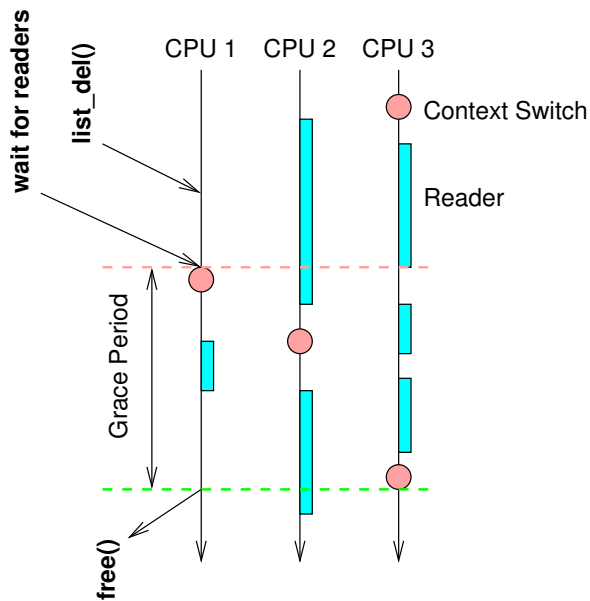 CPU 1
CPU 2
CPU 3
wait for readers
list_del()
Context Switch
Reader
Grace Period
free()